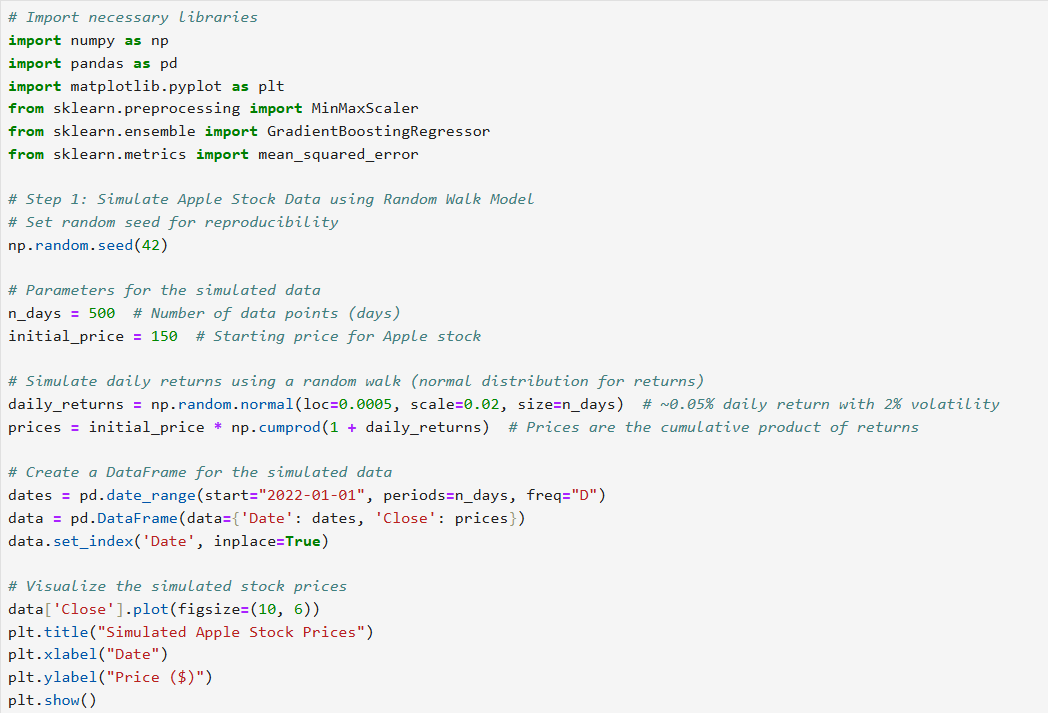 # Import necessary libraries
import numpy as np
import pandas as pd
import matplotlib.pyplot as plt
from sklearn.preprocessing import MinMaxScaler
from sklearn.ensemble import GradientBoostingRegressor
from sklearn.metrics import mean_squared_error

# Step 1: Simulate Apple Stock Data using Random Walk Model
# Set random seed for reproducibility
np.random.seed(42)

# Parameters for the simulated data
n_days = 500  # Number of data points (days)
initial_price = 150  # Starting price for Apple stock

# Simulate daily returns using a random walk (normal distribution for returns)
daily_returns = np.random.normal(loc=0.0005, scale=0.02, size=n_days)  # ~0.05% daily return with 2% volatility
prices = initial_price * np.cumprod(1 + daily_returns)  # Prices are the cumulative product of returns

# Create a DataFrame for the simulated data
dates = pd.date_range(start="2022-01-01", periods=n_days, freq="D")
data = pd.DataFrame(data={'Date': dates, 'Close': prices})
data.set_index('Date', inplace=True)

# Visualize the simulated stock prices
data['Close'].plot(figsize=(10, 6))
plt.title("Simulated Apple Stock Prices")
plt.xlabel("Date")
plt.ylabel("Price ($)")
plt.show()